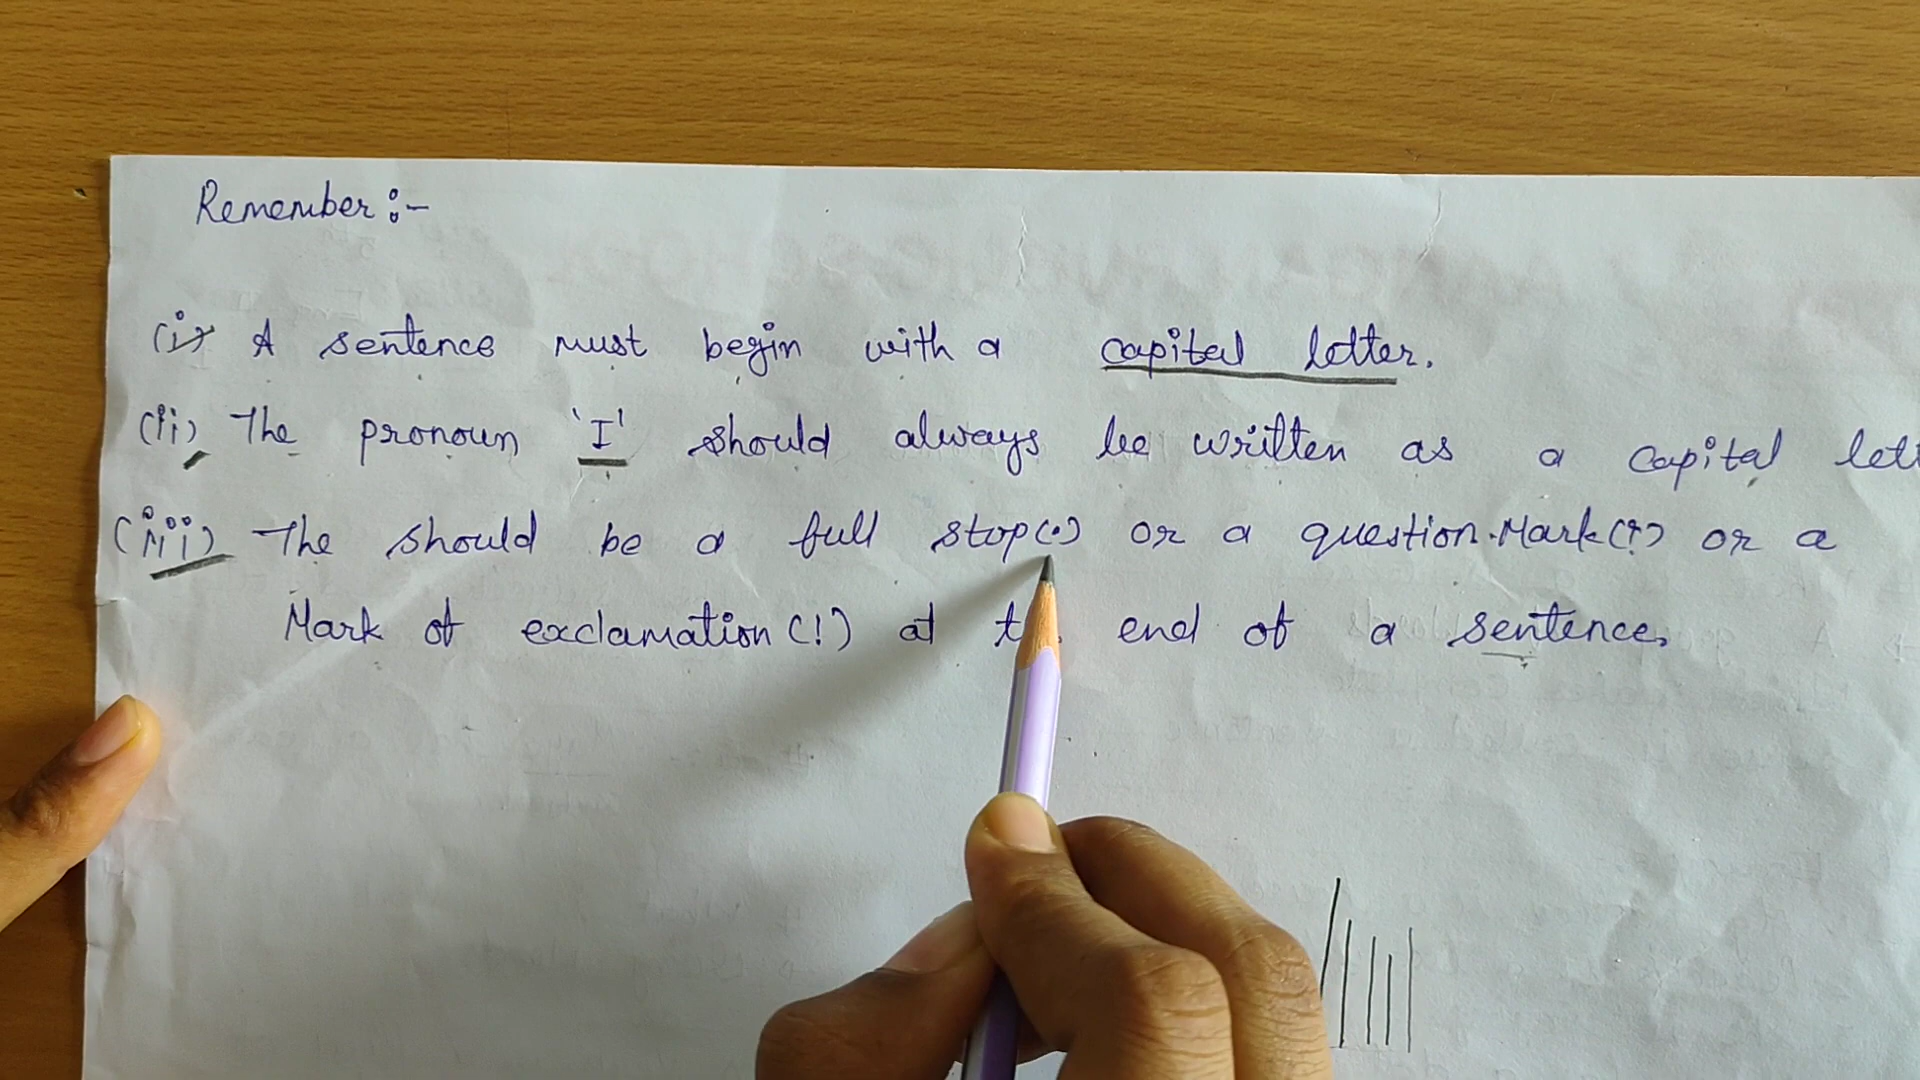 Remember :-
(i) A sentence must begin with a capital letter.
(ii) The pronoun 'I' should always be written as a capital
(iii) The should be a full stop(.) or a question Mark(?) or a
Mark of exclamation(!) at end of a sentence.